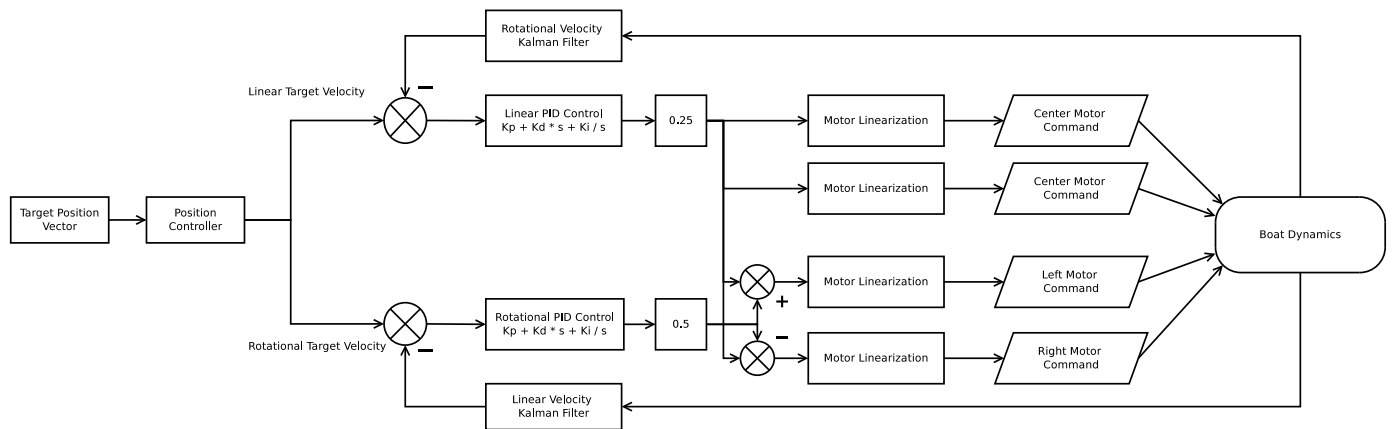 Rotational Velocity
Kalman Filter
−
Linear Target Velocity
Linear PID Control
Kp + Kd * s + Ki / s
0.25
Motor Linearization
Center Motor
Command
Motor Linearization
Center Motor
Command
Target Position
Vector
Position
Controller
Boat Dynamics
Motor Linearization
Left Motor
Command
+
Rotational PID Control
Kp + Kd * s + Ki / s
0.5
−
Rotational Target Velocity
−
Motor Linearization
Right Motor
Command
Linear Velocity
Kalman Filter